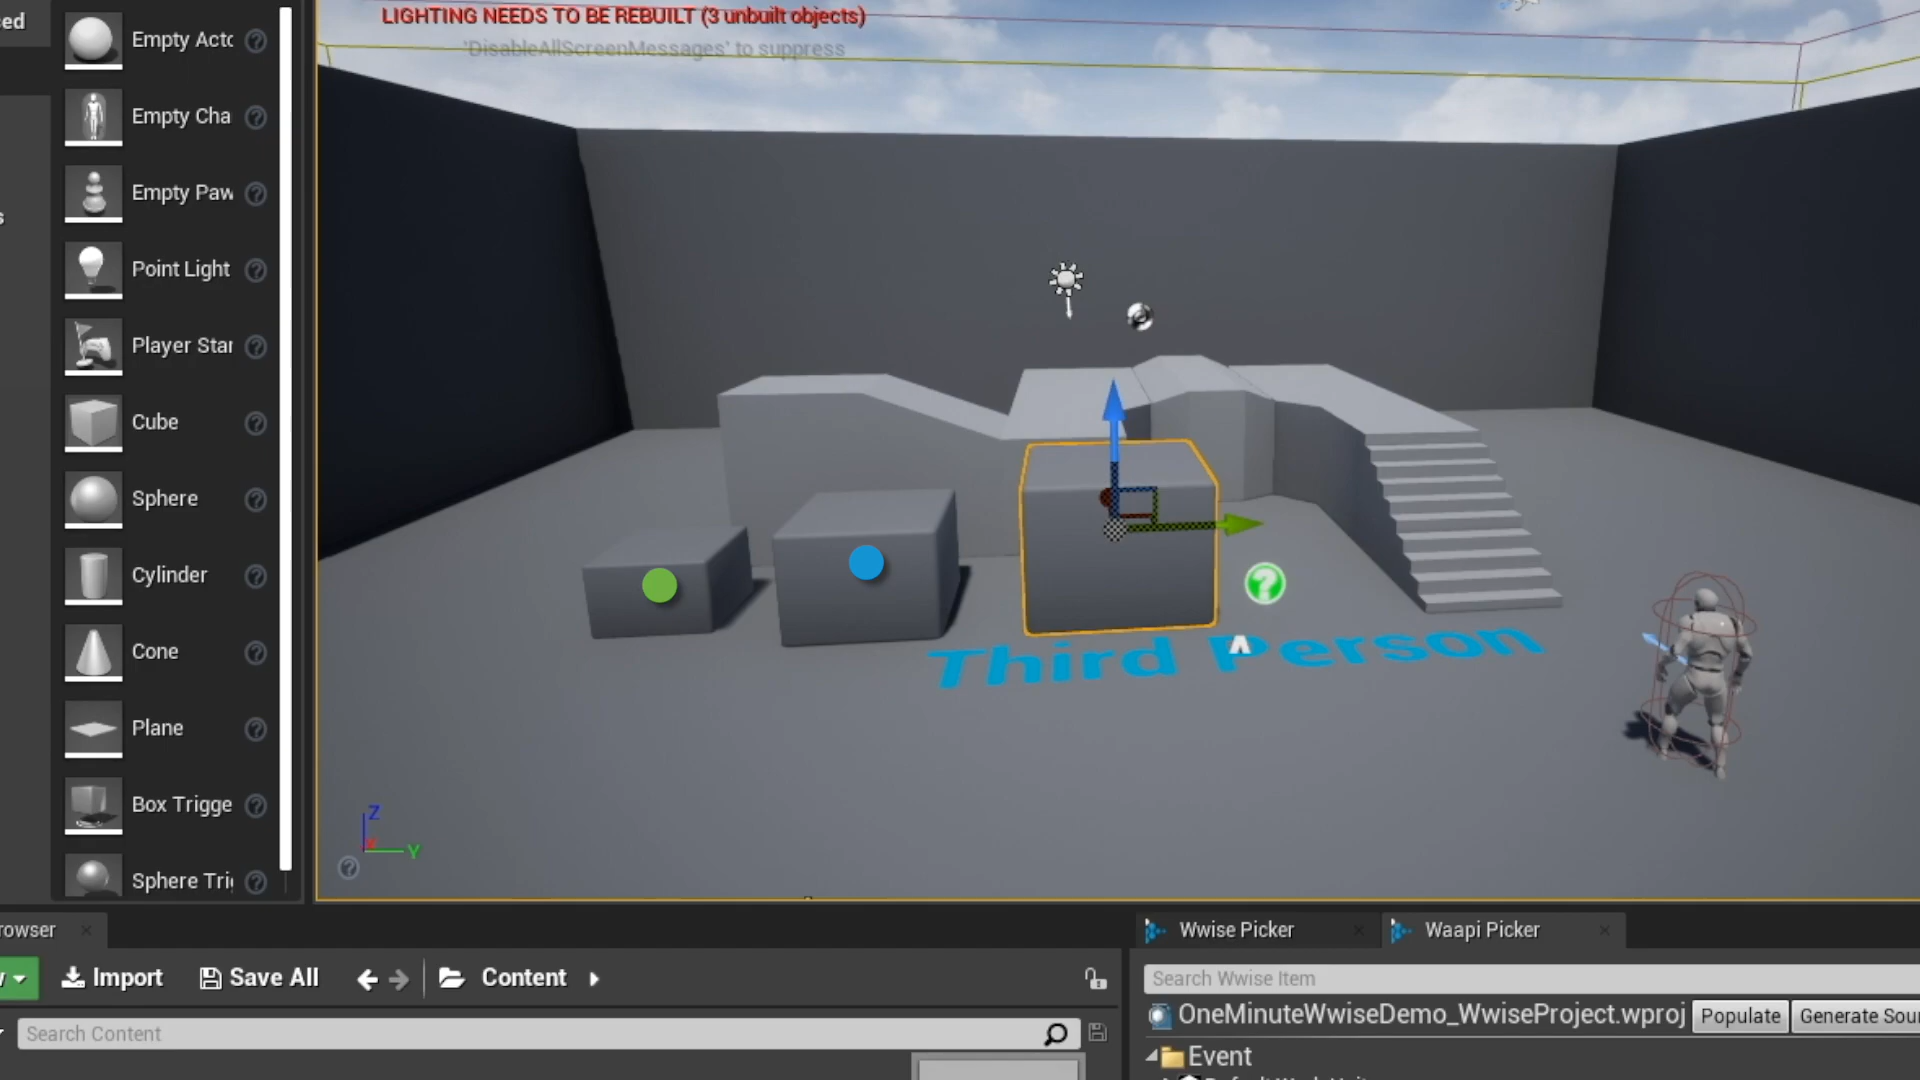 ced
LIGHTING NEEDS TO BE REBUILT (3 unbuilt objects)
'DisableAllScreenMessages' to suppress
Empty Actc
Empty Cha
Empty Paw
s
Point Light
Player Star
Cube
Sphere
Cylinder
Cone
Plane
Box Trigge
Sphere Tri
Third Person
Z
X
Y
rowser
Import
Save All
Content
Search Content
Wwise Picker
Waapi Picker
Search Wwise Item
OneMinuteWwiseDemo_WwiseProject.wproj
Populate
Generate Sou
Event